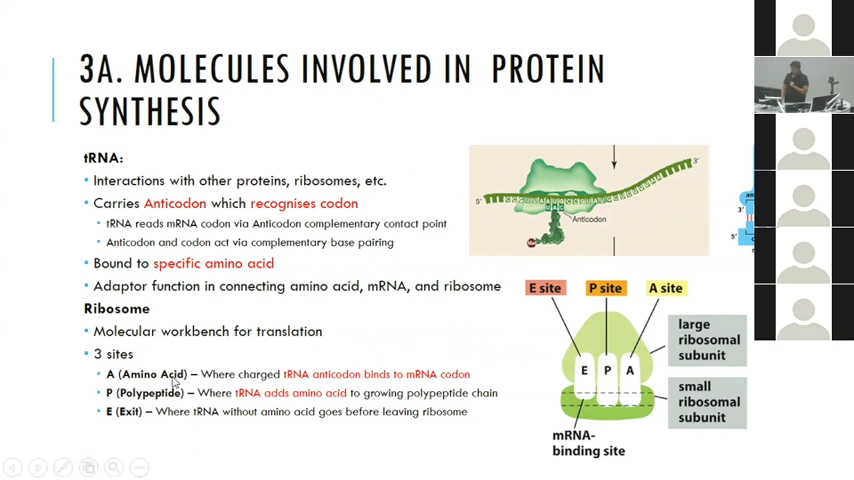 3A. MOLECULES INVOLVED IN PROTEIN
SYNTHESIS
tRNA:
Interactions with other proteins, ribosomes, etc.
Carries Anticodon which recognises codon
tRNA reads mRNA codon via Anticodon complementary contact point
Anticodon and codon act via complementary base pairing
Bound to specific amino acid
Adaptor function in connecting amino acid, mRNA, and ribosome
Ribosome
Molecular workbench for translation
3 sites
A (Amino Acid) – Where charged tRNA anticodon binds to mRNA codon
P (Polypeptide) – Where tRNA adds amino acid to growing polypeptide chain
E (Exit) – Where tRNA without amino acid goes before leaving ribosome
3'
5'
UAC
Anticodon
Met
3'
5'
E site
P site
A site
E
P
A
large
ribosomal
subunit
small
ribosomal
subunit
mRNA-
binding site